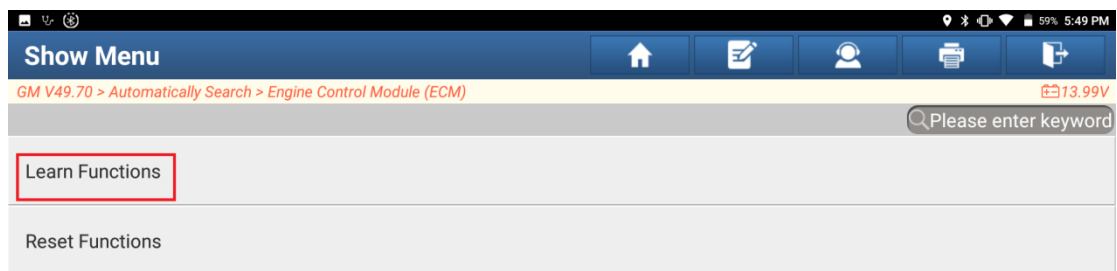 59% 5:49 PM
Show Menu
GM V49.70 > Automatically Search > Engine Control Module (ECM)
13.99V
Please enter keyword
Learn Functions
Reset Functions